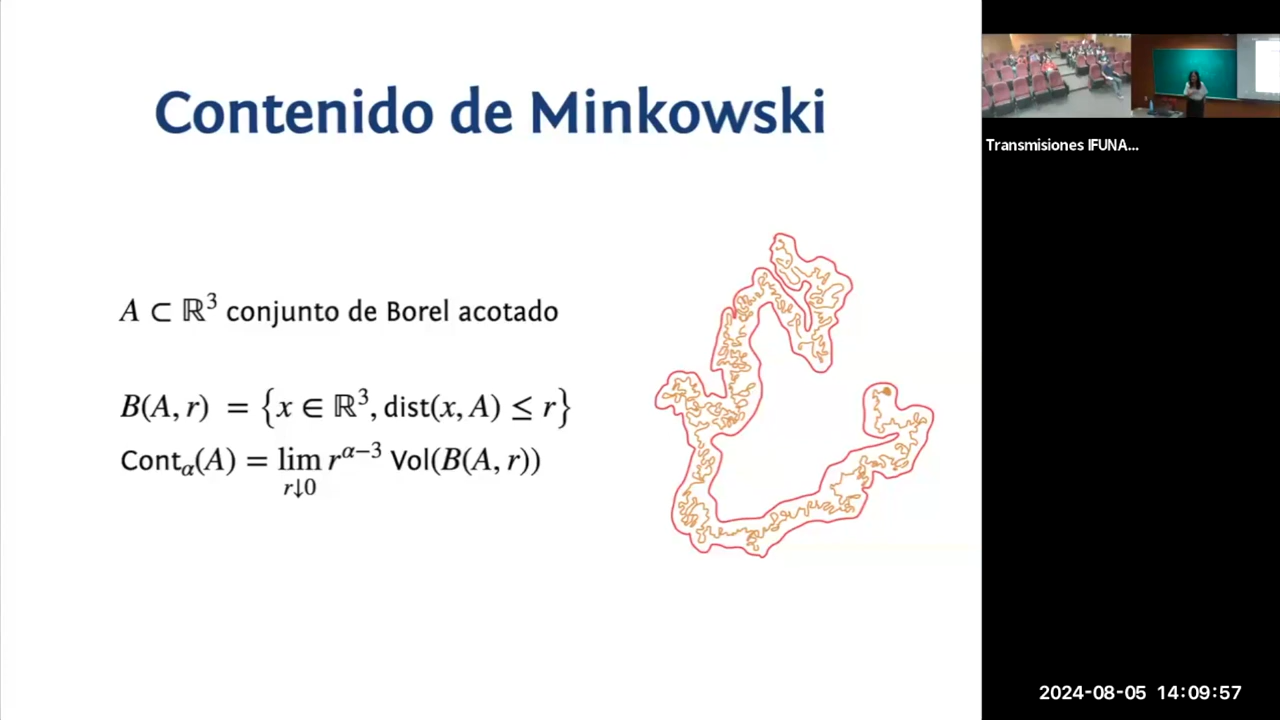 Contenido de Minkowski
A ⊂ ℝ³ conjunto de Borel acotado
B(A, r) = {x ∈ ℝ³, dist(x, A) ≤ r}
Cont_α(A) = lim_{r↓0} r^{α−3} Vol(B(A, r))
Transmisiones IFUNA...
2024-08-05 14:09:57